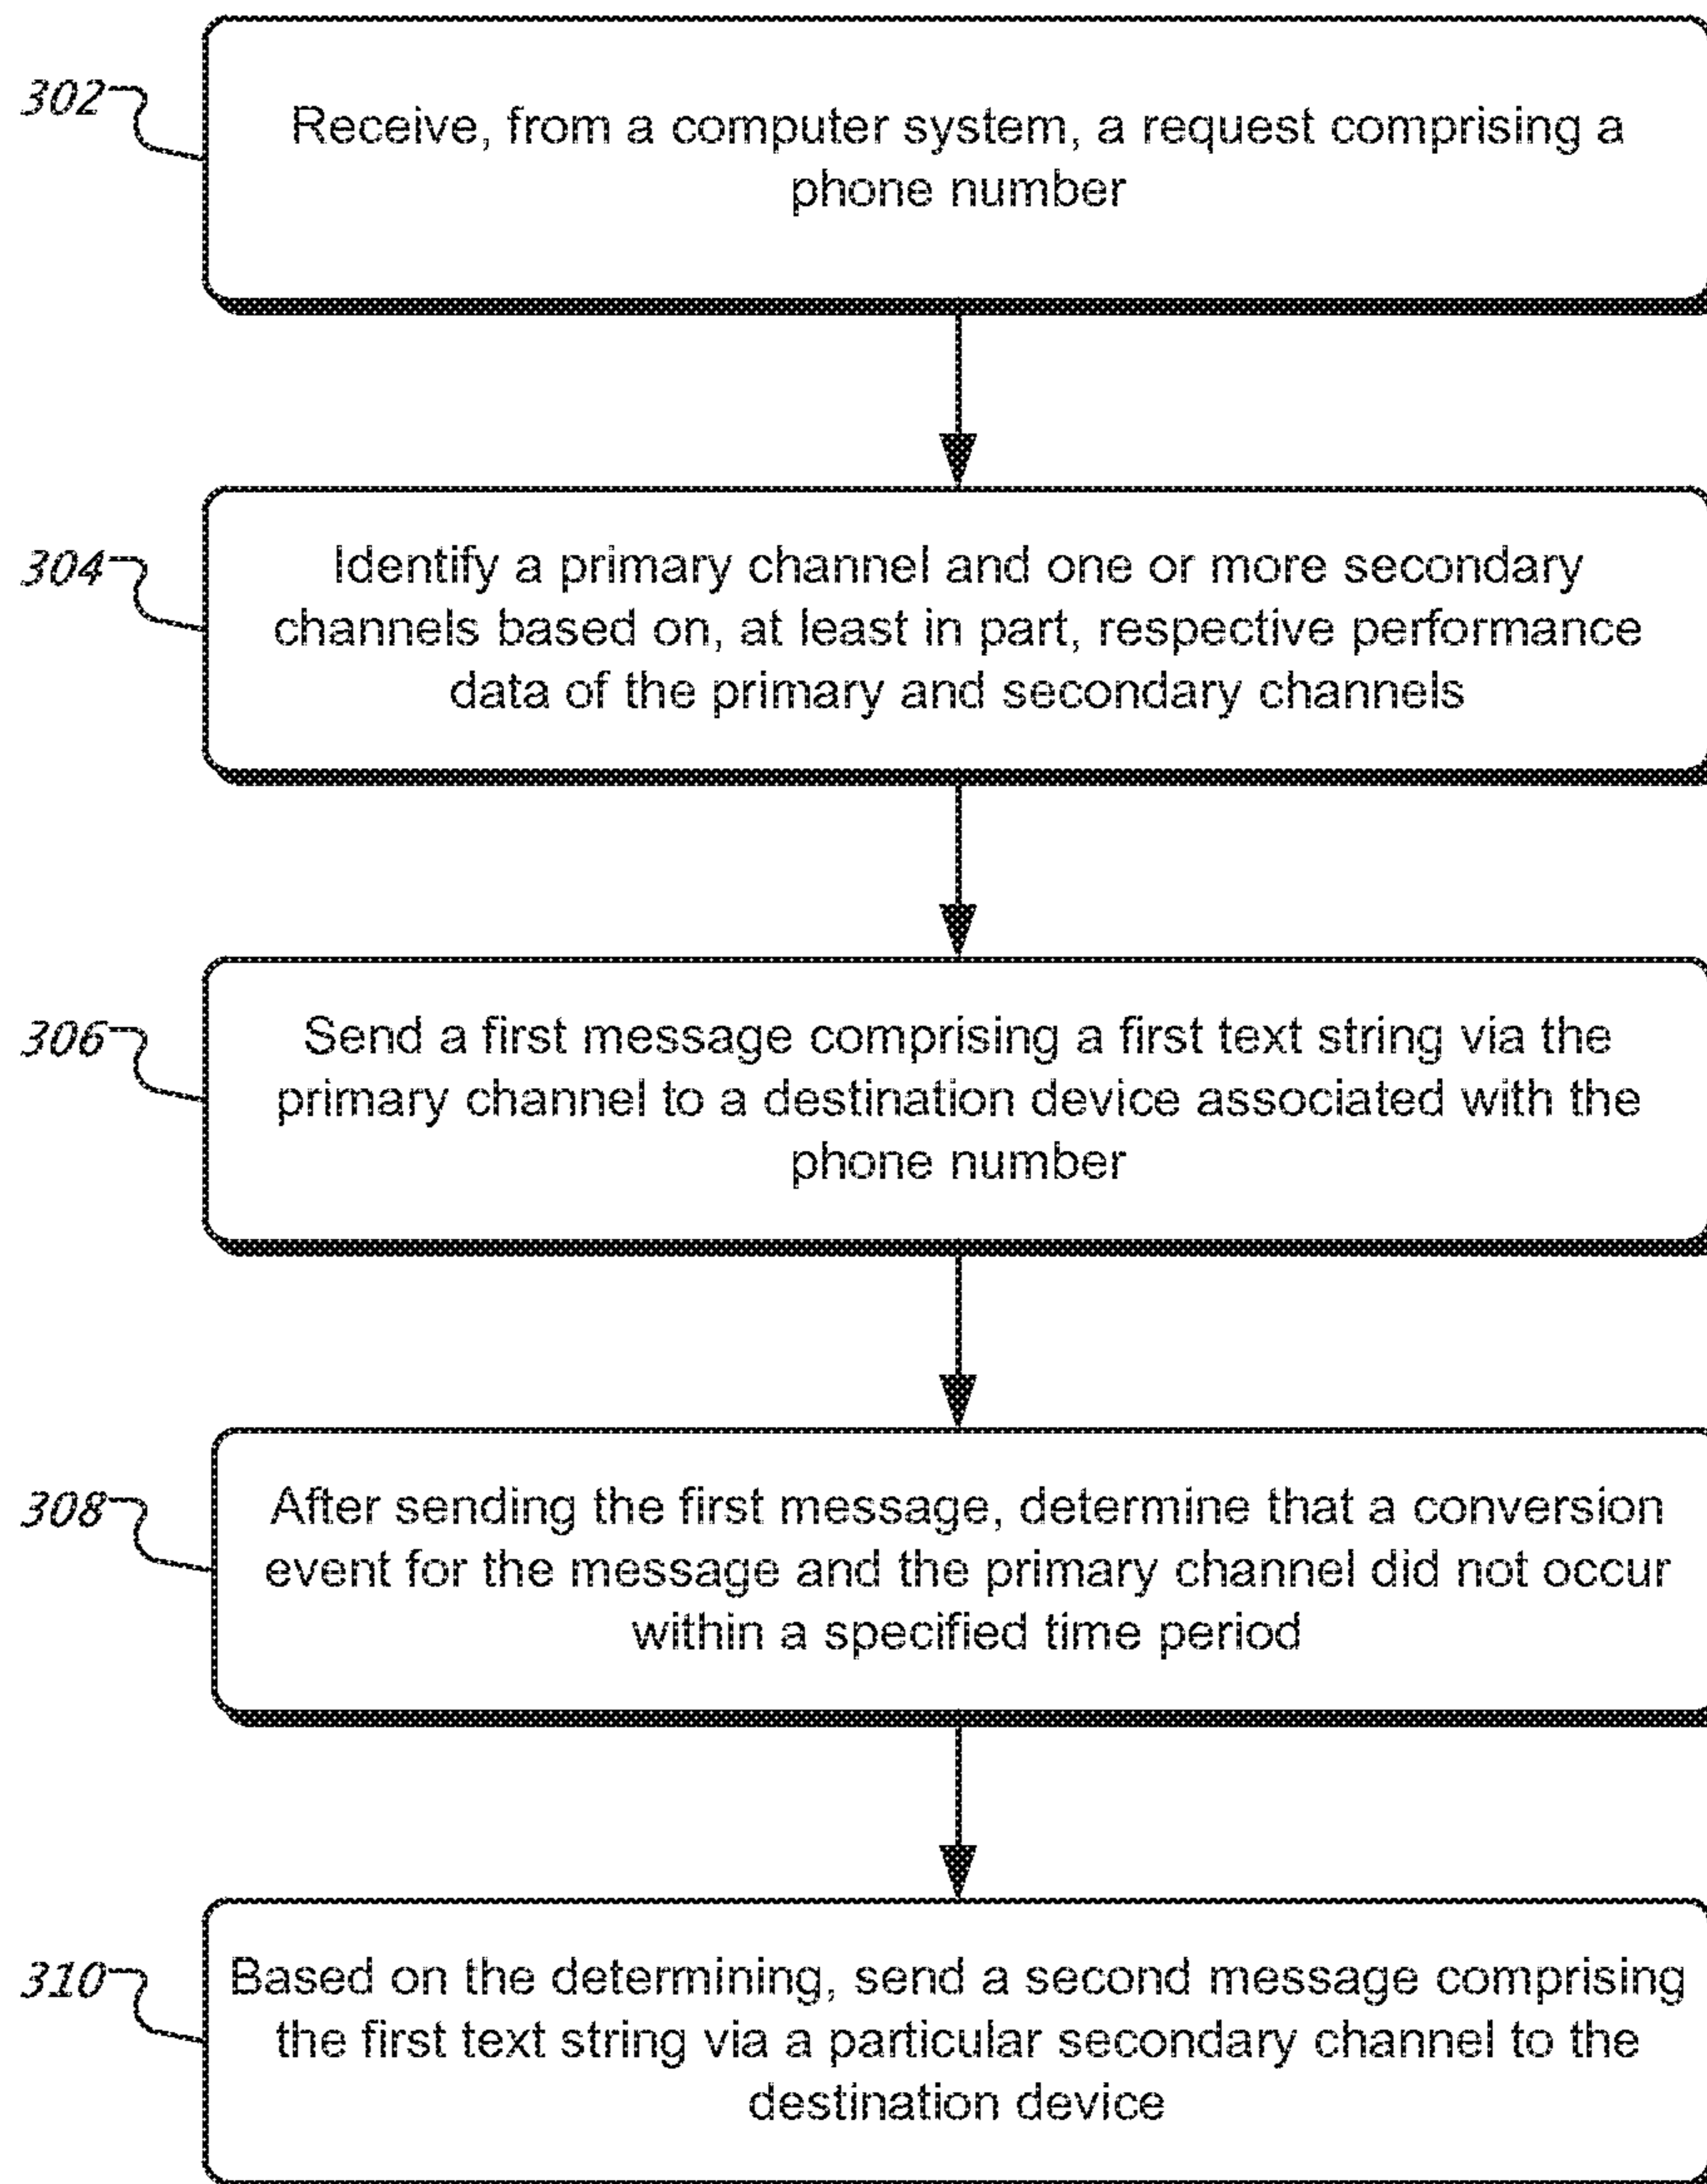 302
Receive, from a computer system, a request comprising a
phone number
304
Identify a primary channel and one or more secondary
channels based on, at least in part, respective performance
data of the primary and secondary channels
306
Send a first message comprising a first text string via the
primary channel to a destination device associated with the
phone number
308
After sending the first message, determine that a conversion
event for the message and the primary channel did not occur
within a specified time period
310
Based on the determining, send a second message comprising
the first text string via a particular secondary channel to the
destination device